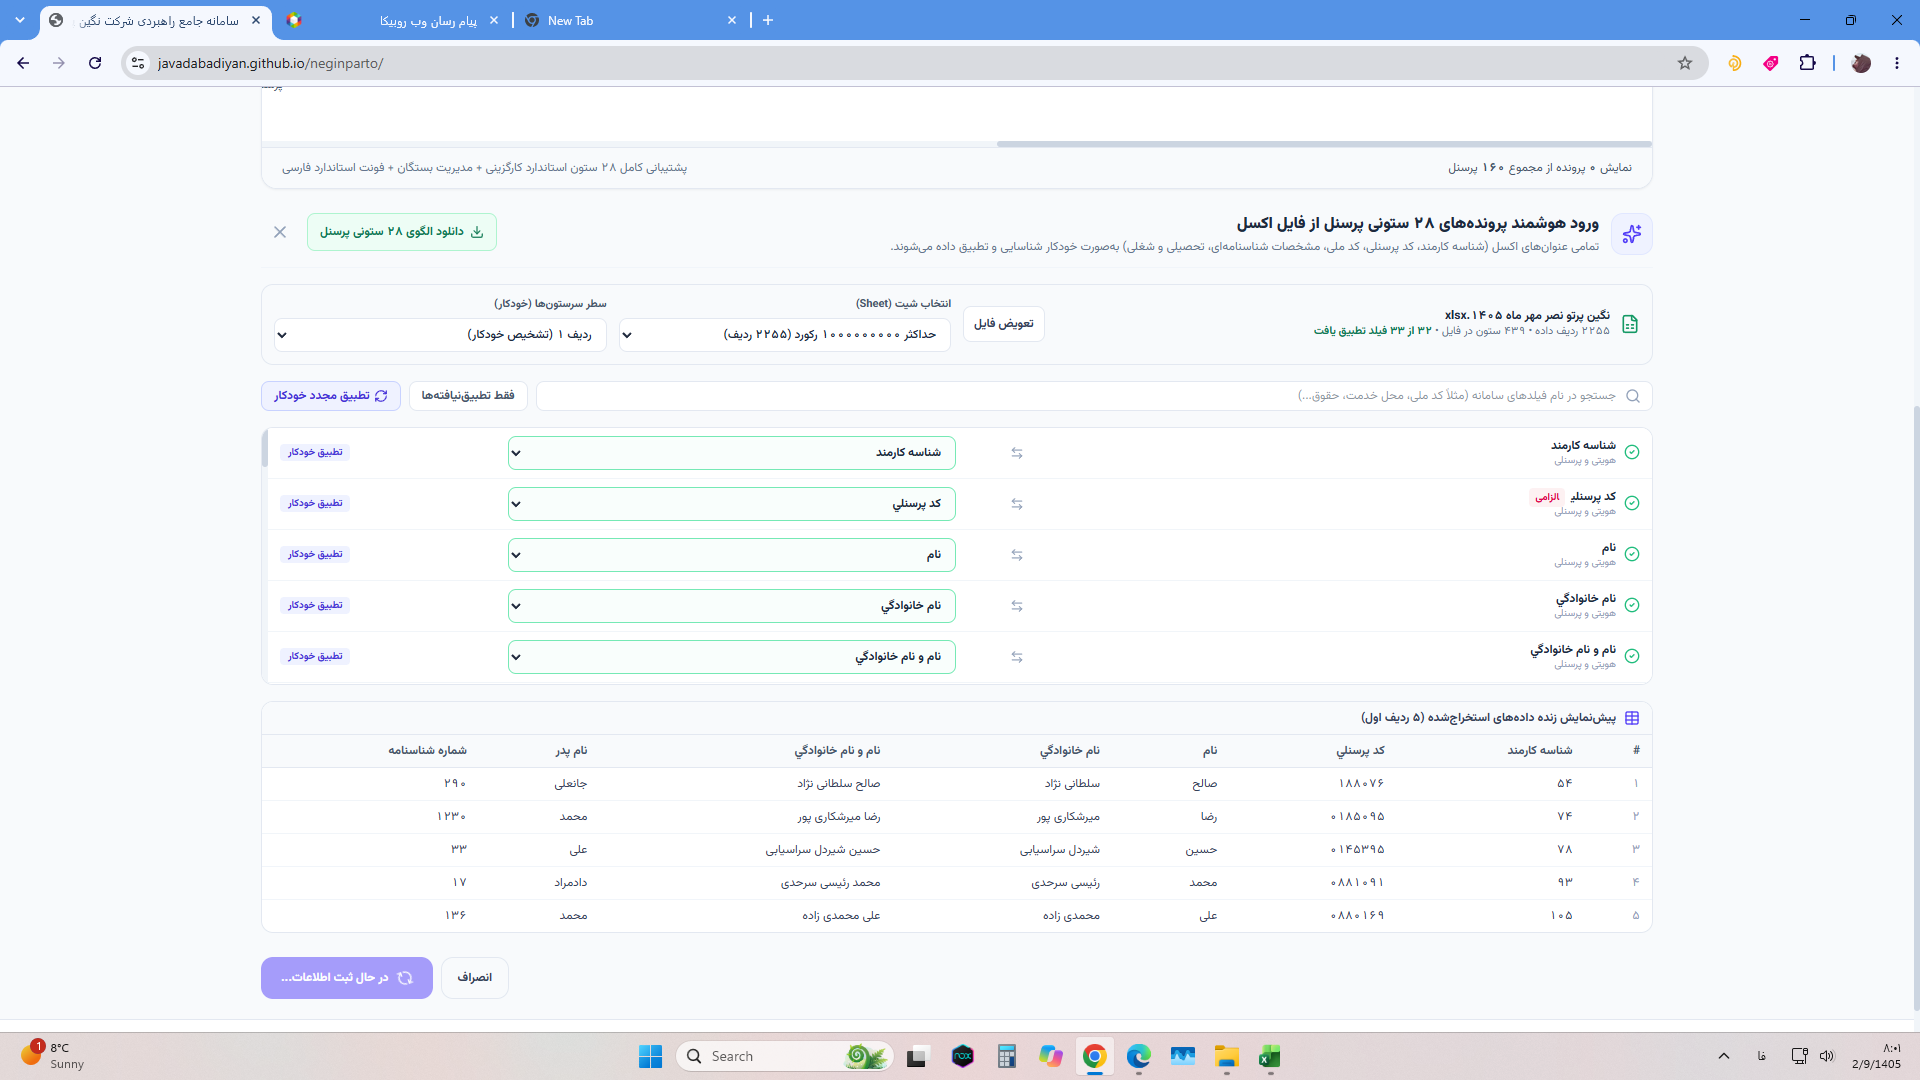 سامانه جامع راهبردی شرکت نگین
پیام رسان وب روبیکا
New Tab
javadabadiyan.github.io/neginparto/
نمایش ۰ پرونده از مجموع ۱۶۰ پرسنل
پشتیبانی کامل ۲۸ ستون استاندارد کارگزینی + مدیریت بستگان + فونت استاندارد فارسی
ورود هوشمند پرونده‌های ۲۸ ستونی پرسنل از فایل اکسل
تمامی عنوان‌های اکسل (شناسه کارمند، کد پرسنلی، کد ملی، مشخصات شناسنامه‌ای، تحصیلی و شغلی) به‌صورت خودکار شناسایی و تطبیق داده می‌شوند.
دانلود الگوی ۲۸ ستونی پرسنل
نگین پرتو نصر مهر ماه ۱۴۰۵.xlsx
۲۲۵۵ ردیف داده • ۴۳۹ ستون در فایل • ۳۲ از ۳۳ فیلد تطبیق یافت
تعویض فایل
انتخاب شیت (Sheet)
حداکثر ۱۰۰۰۰۰۰۰۰۰ رکورد (۲۲۵۵ ردیف)
سطر سرستون‌ها (خودکار)
ردیف ۱ (تشخیص خودکار)
جستجو در نام فیلدهای سامانه (مثلاً کد ملی، محل خدمت، حقوق...)
فقط تطبیق‌نیافته‌ها
تطبیق مجدد خودکار
شناسه کارمند
هویتی و پرسنلی
شناسه کارمند
تطبیق خودکار
کد پرسنلي الزامی
هویتی و پرسنلی
کد پرسنلي
تطبیق خودکار
نام
هویتی و پرسنلی
نام
تطبیق خودکار
نام خانوادگي
هویتی و پرسنلی
نام خانوادگي
تطبیق خودکار
نام و نام خانوادگي
هویتی و پرسنلی
نام و نام خانوادگي
تطبیق خودکار
پیش‌نمایش زنده داده‌های استخراج‌شده (۵ ردیف اول)
# شناسه کارمند کد پرسنلي نام نام خانوادگي نام و نام خانوادگي نام پدر شماره شناسنامه
۱ ۵۴ ۱۸۸۰۷۶ صالح سلطانی نژاد صالح سلطانی نژاد جانعلی ۲۹۰
۲ ۷۴ ۰۱۸۵۰۹۵ رضا میرشکاری پور رضا میرشکاری پور محمد ۱۲۳۰
۳ ۷۸ ۰۱۴۵۳۹۵ حسین شیردل سراسیابی حسین شیردل سراسیابی علی ۳۳
۴ ۹۳ ۰۸۸۱۰۹۱ محمد رئیسی سرحدی محمد رئیسی سرحدی دادمراد ۱۷
۵ ۱۰۵ ۰۸۸۰۱۶۹ علی محمدی زاده علی محمدی زاده محمد ۱۳۶
انصراف
در حال ثبت اطلاعات...
1
8°C
Sunny
Search
nox
فا
۸:۰۱
2/9/1405